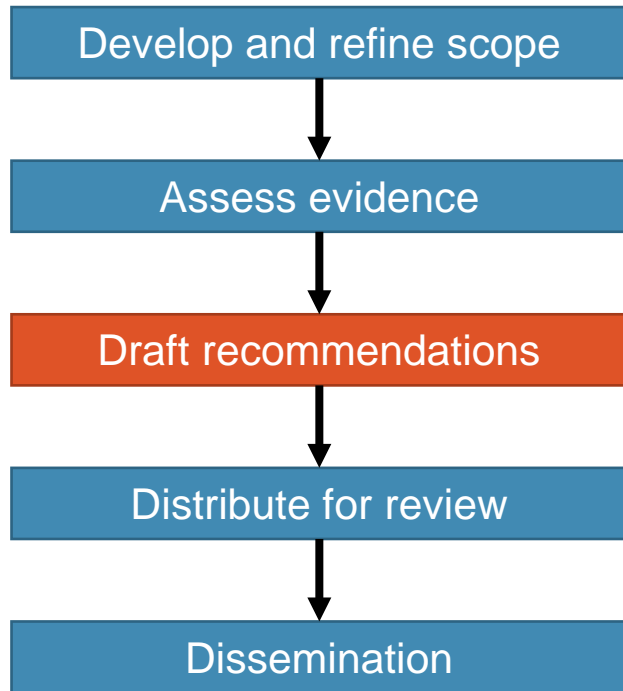 Develop and refine scope
Assess evidence
Draft recommendations
Distribute for review
Dissemination